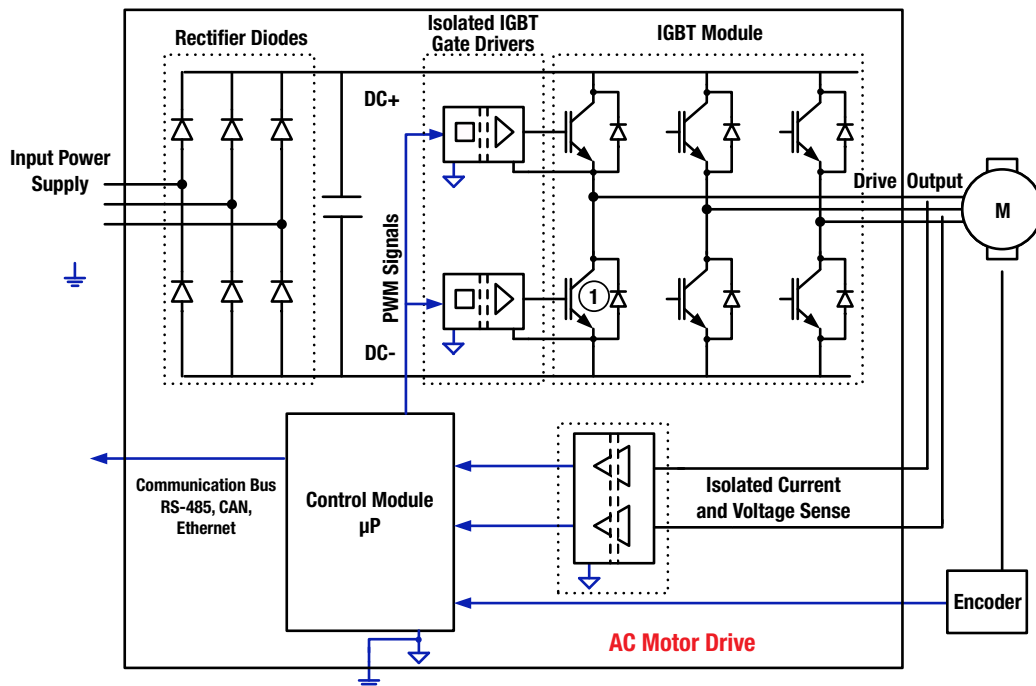 Rectifier Diodes
Isolated IGBT
Gate Drivers
IGBT Module
DC+
Input Power
Supply
PWM Signals
Drive Output
M
1
DC-
Communication Bus
RS-485, CAN,
Ethernet
Control Module
µP
Isolated Current
and Voltage Sense
Encoder
AC Motor Drive